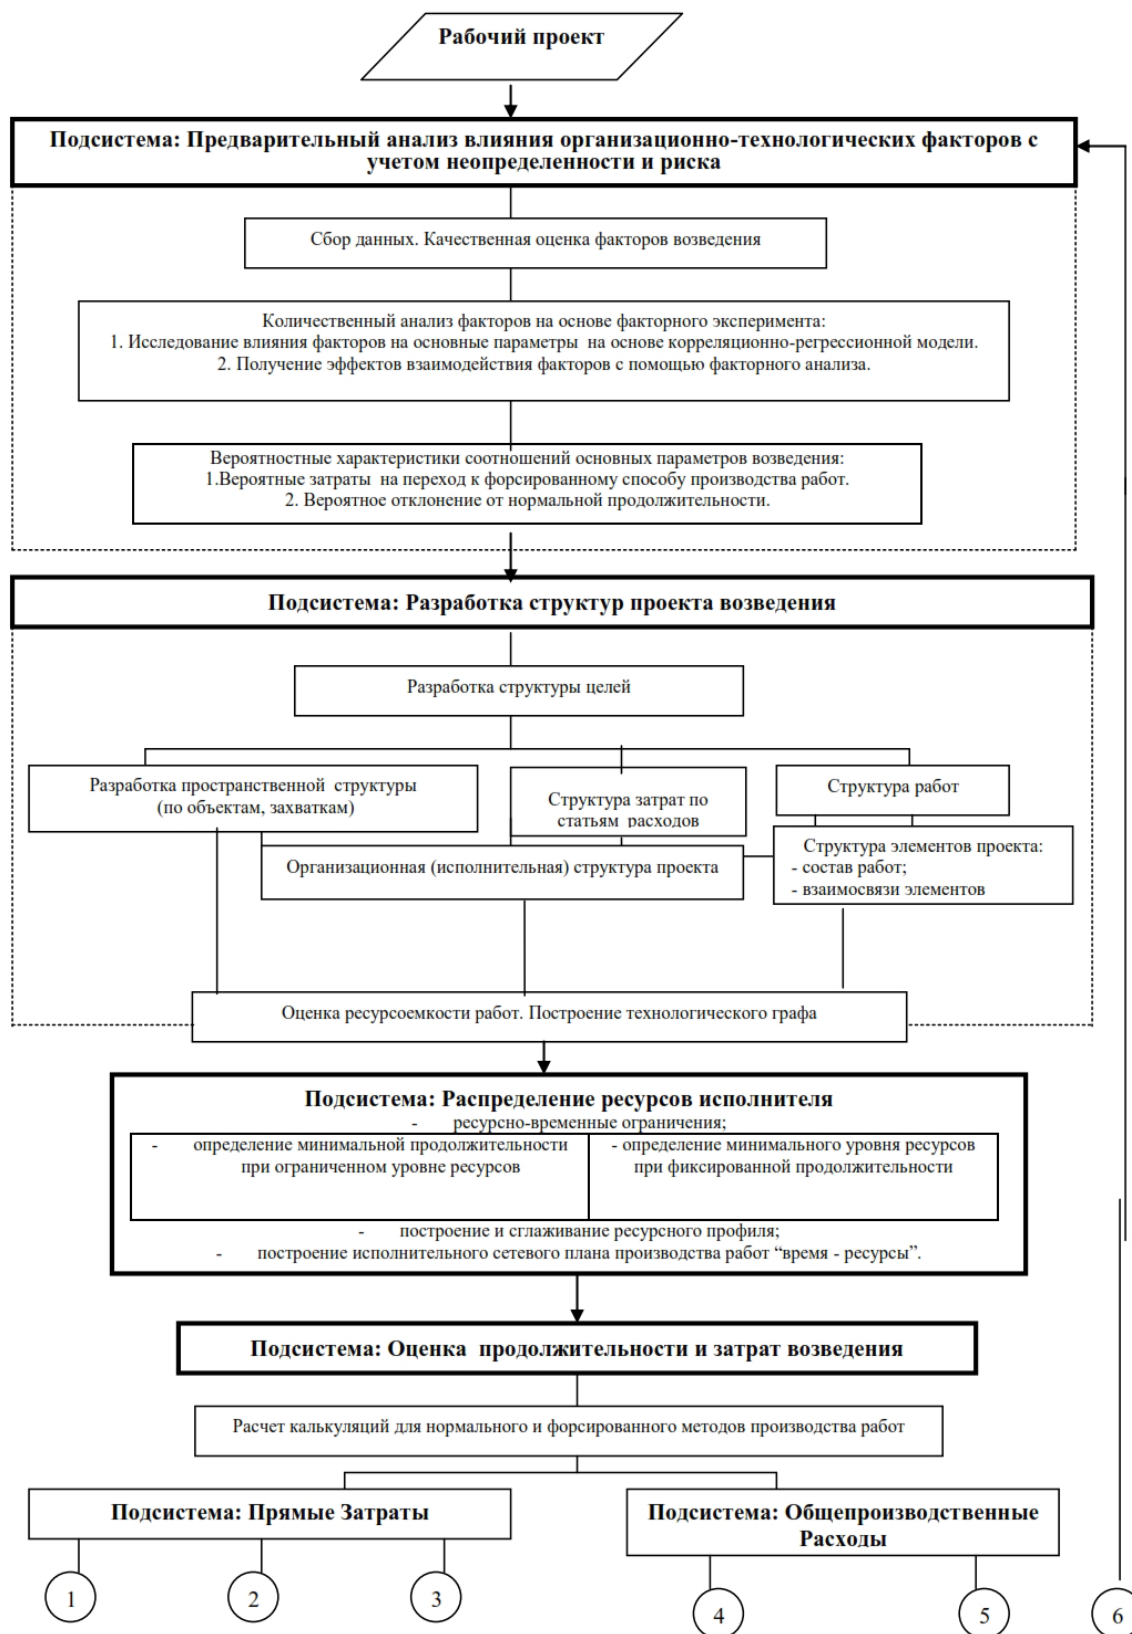 Рабочий проект
Подсистема: Предварительный анализ влияния организационно-технологических факторов с
учетом неопределенности и риска
Сбор данных. Качественная оценка факторов возведения
Количественный анализ факторов на основе факторного эксперимента:
1. Исследование влияния факторов на основные параметры на основе корреляционно-регрессионной модели.
2. Получение эффектов взаимодействия факторов с помощью факторного анализа.
Вероятностные характеристики соотношений основных параметров возведения:
1.Вероятные затраты на переход к форсированному способу производства работ.
2. Вероятное отклонение от нормальной продолжительности.
Подсистема: Разработка структур проекта возведения
Разработка структуры целей
Разработка пространственной структуры
(по объектам, захваткам)
Структура затрат по
статьям расходов
Структура работ
Организационная (исполнительная) структура проекта
Структура элементов проекта:
- состав работ;
- взаимосвязи элементов
Оценка ресурсоемкости работ. Построение технологического графа
Подсистема: Распределение ресурсов исполнителя
- ресурсно-временные ограничения;
- определение минимальной продолжительности
при ограниченном уровне ресурсов
- определение минимального уровня ресурсов
при фиксированной продолжительности
- построение и сглаживание ресурсного профиля;
- построение исполнительного сетевого плана производства работ “время - ресурсы”.
Подсистема: Оценка продолжительности и затрат возведения
Расчет калькуляций для нормального и форсированного методов производства работ
Подсистема: Прямые Затраты
Подсистема: Общепроизводственные
Расходы
1
2
3
4
5
6